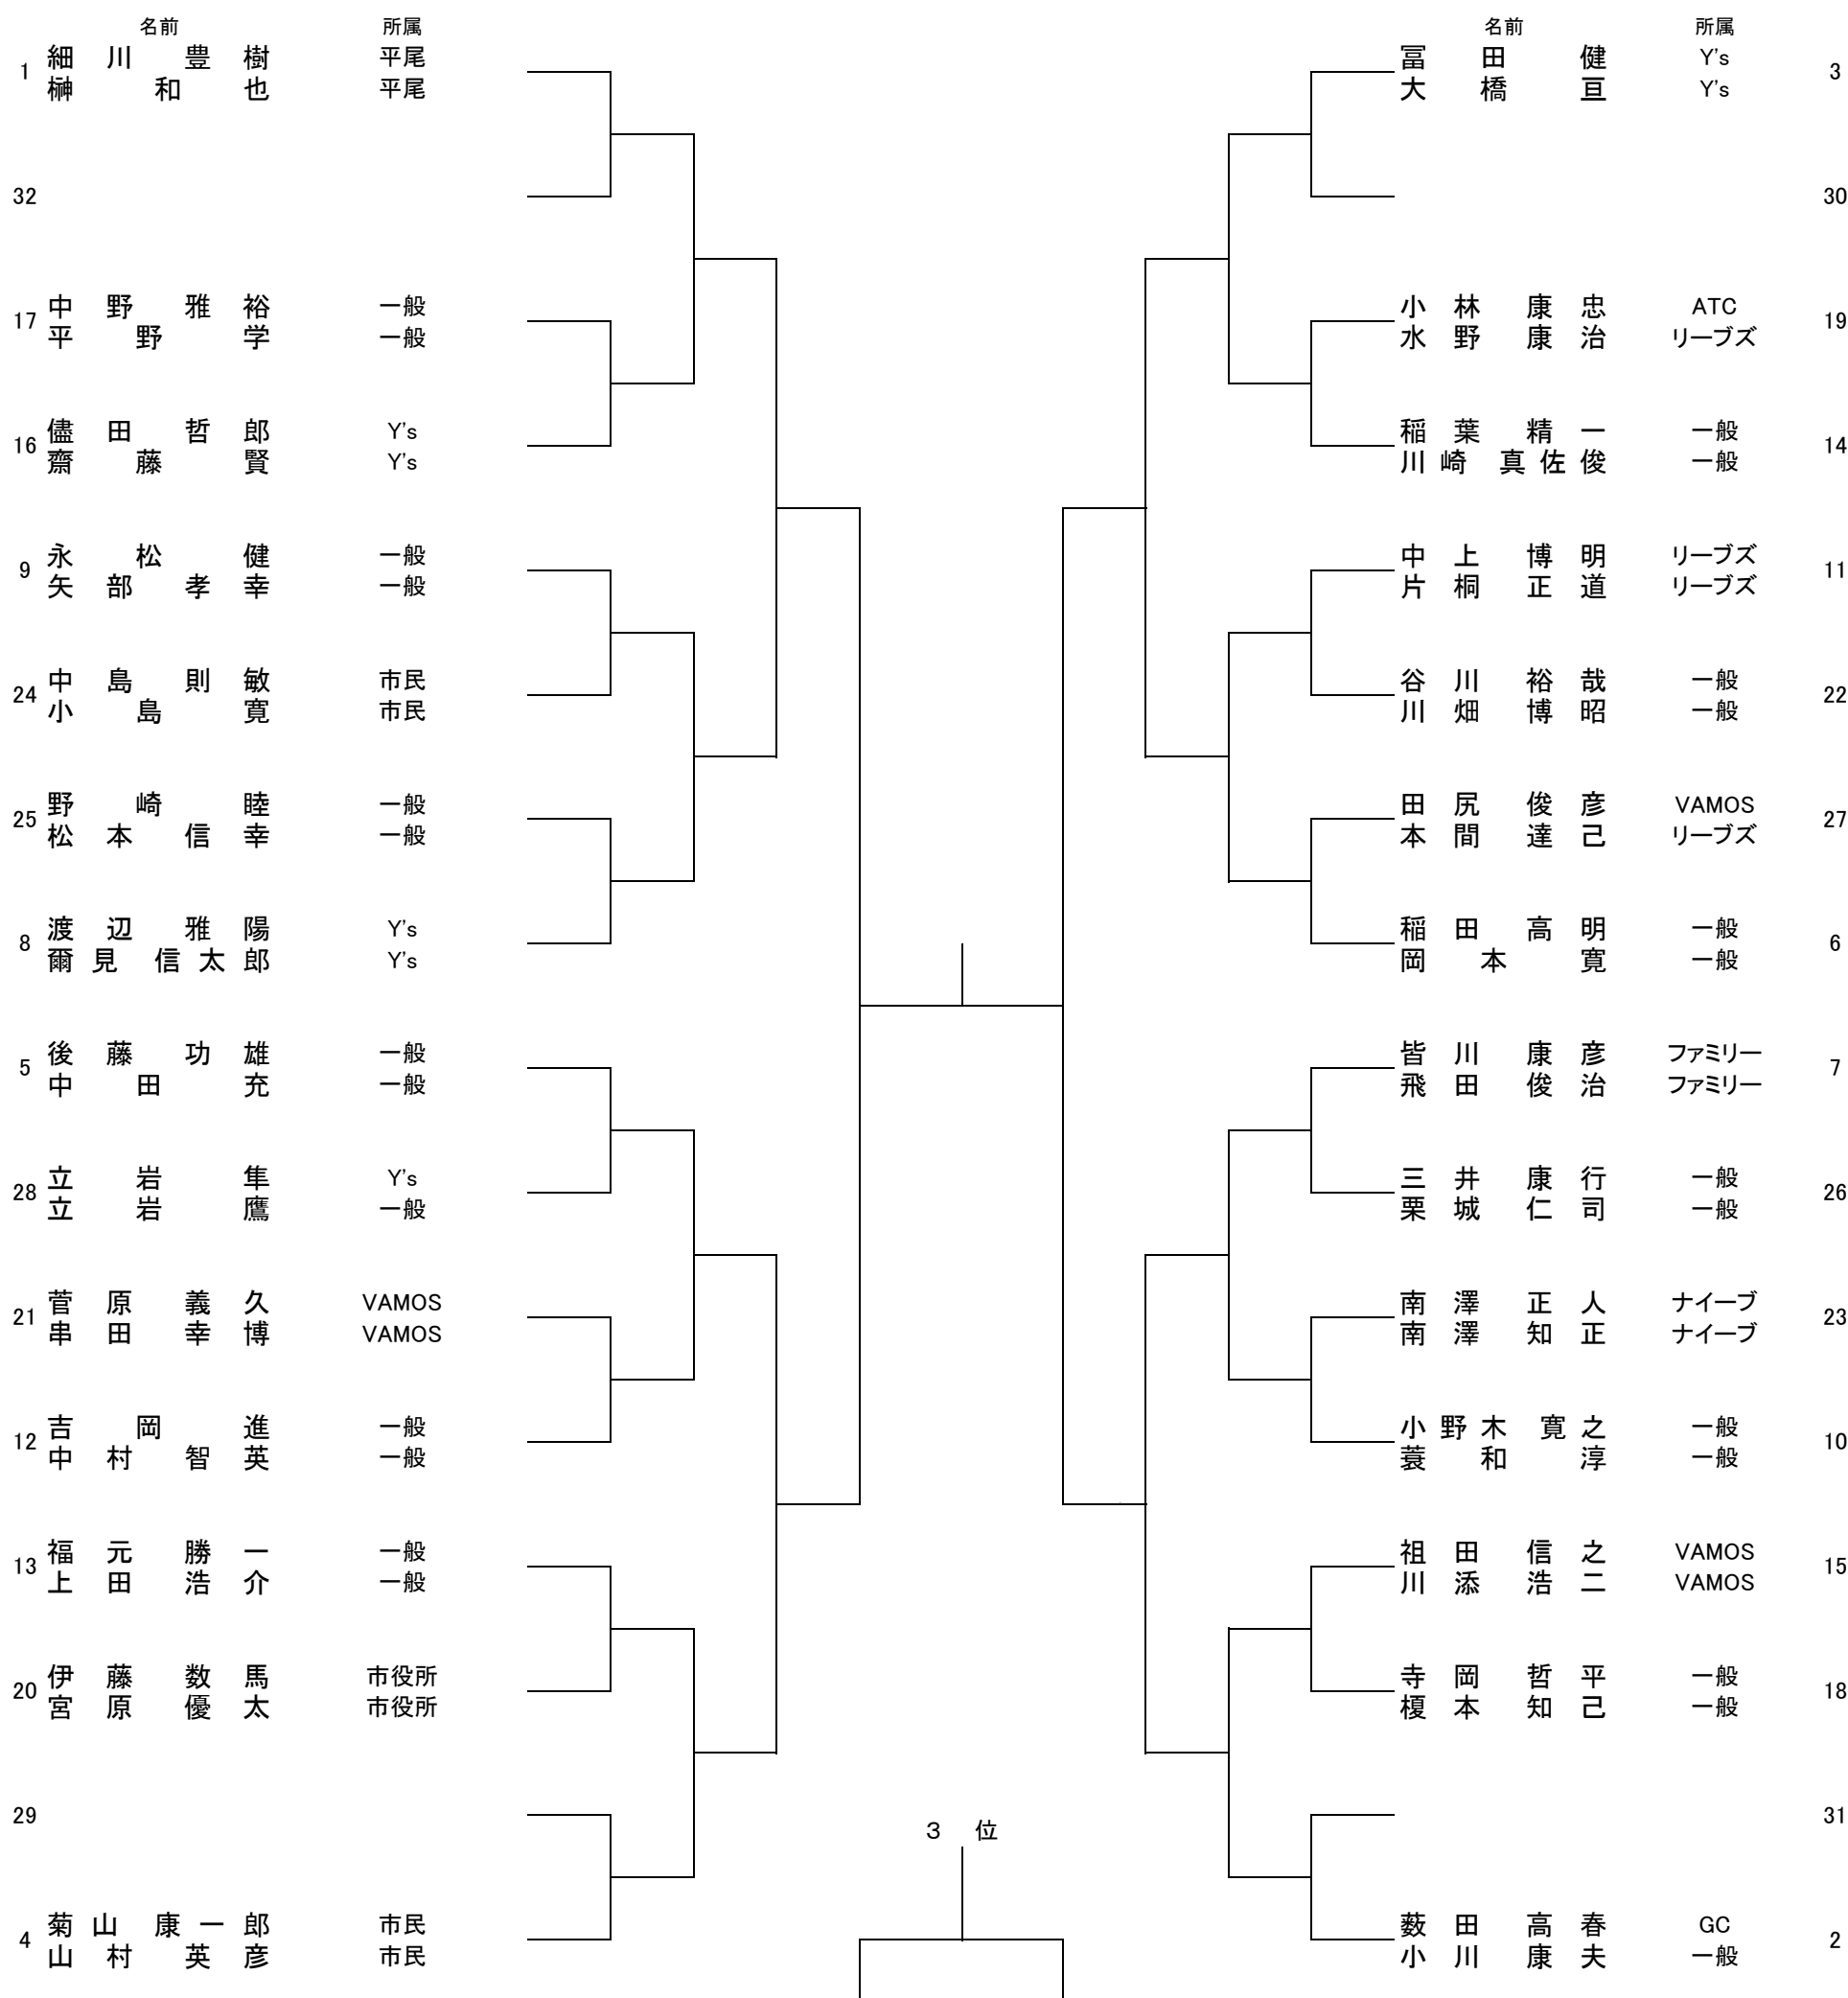 名前 所属
1 細川 豊樹 平尾
榊 和也 平尾
32
17 中野 雅裕 一般
平野 学 一般
16 儘田 哲郎 Y's
齋藤 賢 Y's
9 永松 健 一般
矢部 孝幸 一般
24 中島 則敏 市民
小島 寛 市民
25 野崎 睦 一般
松本 信幸 一般
8 渡辺 雅陽 Y's
爾見 信太郎 Y's
5 後藤 功雄 一般
中田 充 一般
28 立岩 隼 Y's
立岩 鷹 一般
21 菅原 義久 VAMOS
串田 幸博 VAMOS
12 吉岡 進 一般
中村 智英 一般
13 福元 勝一 一般
上田 浩介 一般
20 伊藤 数馬 市役所
宮原 優太 市役所
29
4 菊山 康一郎 市民
山村 英彦 市民
名前 所属
冨田 健 Y's 3
大橋 亘 Y's
30
小林 康忠 ATC 19
水野 康治 リーブズ
稲葉 精一 一般 14
川崎 真佐俊 一般
中上 博明 リーブズ 11
片桐 正道 リーブズ
谷川 裕哉 一般 22
川畑 博昭 一般
田尻 俊彦 VAMOS 27
本間 達己 リーブズ
稲田 高明 一般 6
岡本 寛 一般
皆川 康彦 ファミリー 7
飛田 俊治 ファミリー
三井 康行 一般 26
栗城 仁司 一般
南澤 正人 ナイーブ 23
南澤 知正 ナイーブ
小野木 寛之 一般 10
蓑和 淳 一般
祖田 信之 VAMOS 15
川添 浩二 VAMOS
寺岡 哲平 一般 18
榎本 知己 一般
31
薮田 高春 GC 2
小川 康夫 一般
3 位